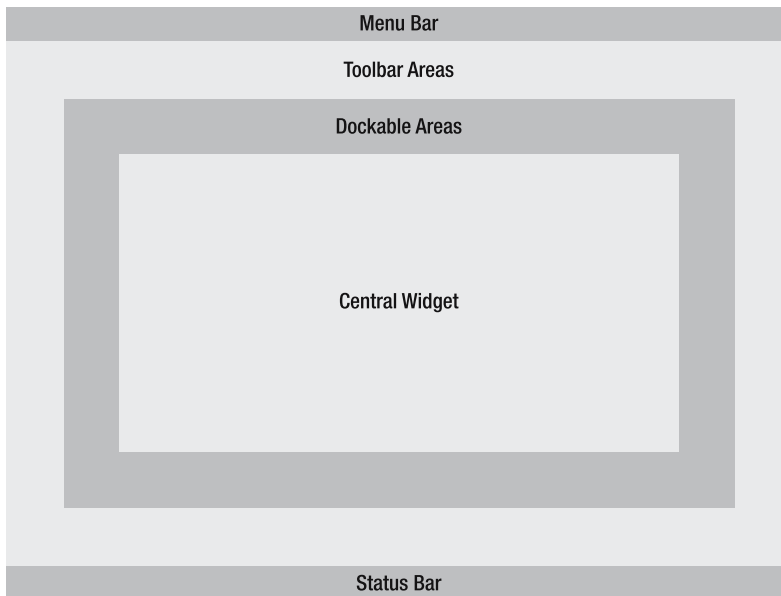 Menu Bar
Toolbar Areas
Dockable Areas
Central Widget
Status Bar